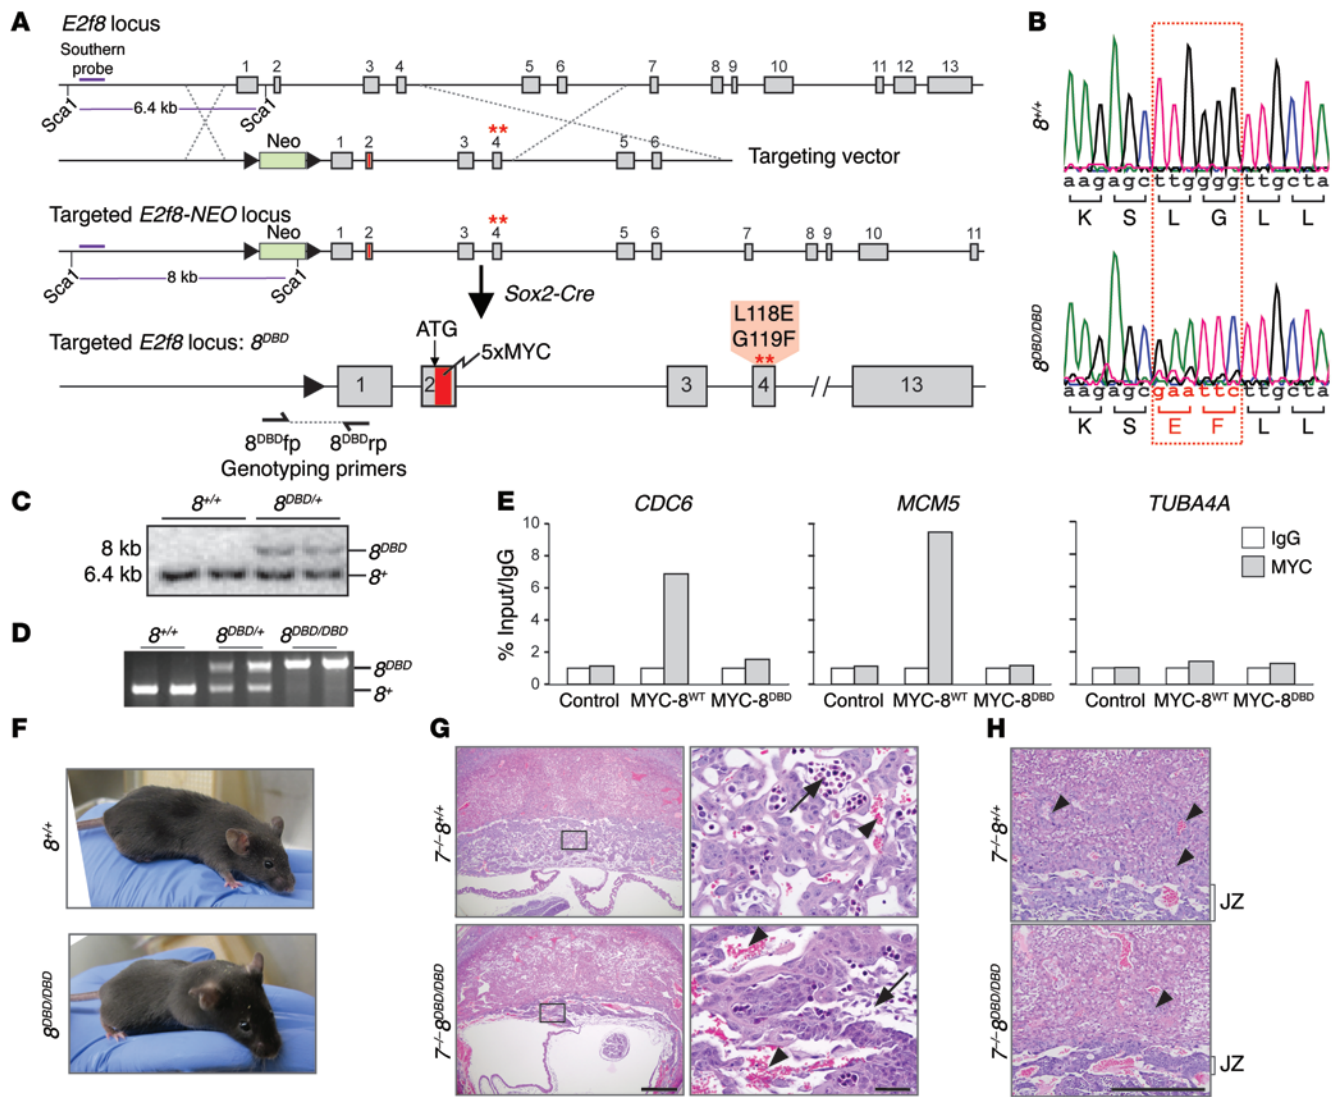 A
E2f8 locus
Southern
probe
1 2 3 4 5 6 7 8 9 10 11 12 13
Sca1 6.4 kb Sca1
Neo 1 2 3 ** 4 5 6
Targeting vector
Targeted E2f8-NEO locus
Neo 1 2 3 ** 4 5 6 7 8 9 10 11
Sca1 8 kb Sca1
Sox2-Cre
Targeted E2f8 locus: 8DBD
ATG
5xMYC
L118E
G119F
**
1 2 3 4 // 13
8DBDfp 8DBDrp
Genotyping primers
B
8+/+
aagagcttggggttgcta
K S L G L L
8DBD/DBD
aagagcgaattcttgcta
K S E F L L
C
8+/+ 8DBD/+
8 kb 8DBD
6.4 kb 8+
D
8+/+ 8DBD/+ 8DBD/DBD
8DBD
8+
E
CDC6 MCM5 TUBA4A
% Input/IgG
10
8
6
4
2
0
IgG
MYC
Control MYC-8WT MYC-8DBD
Control MYC-8WT MYC-8DBD
Control MYC-8WT MYC-8DBD
F
8+/+
8DBD/DBD
G
7-/-8+/+
7-/-8DBD/DBD
H
7-/-8+/+
JZ
7-/-8DBD/DBD
JZ